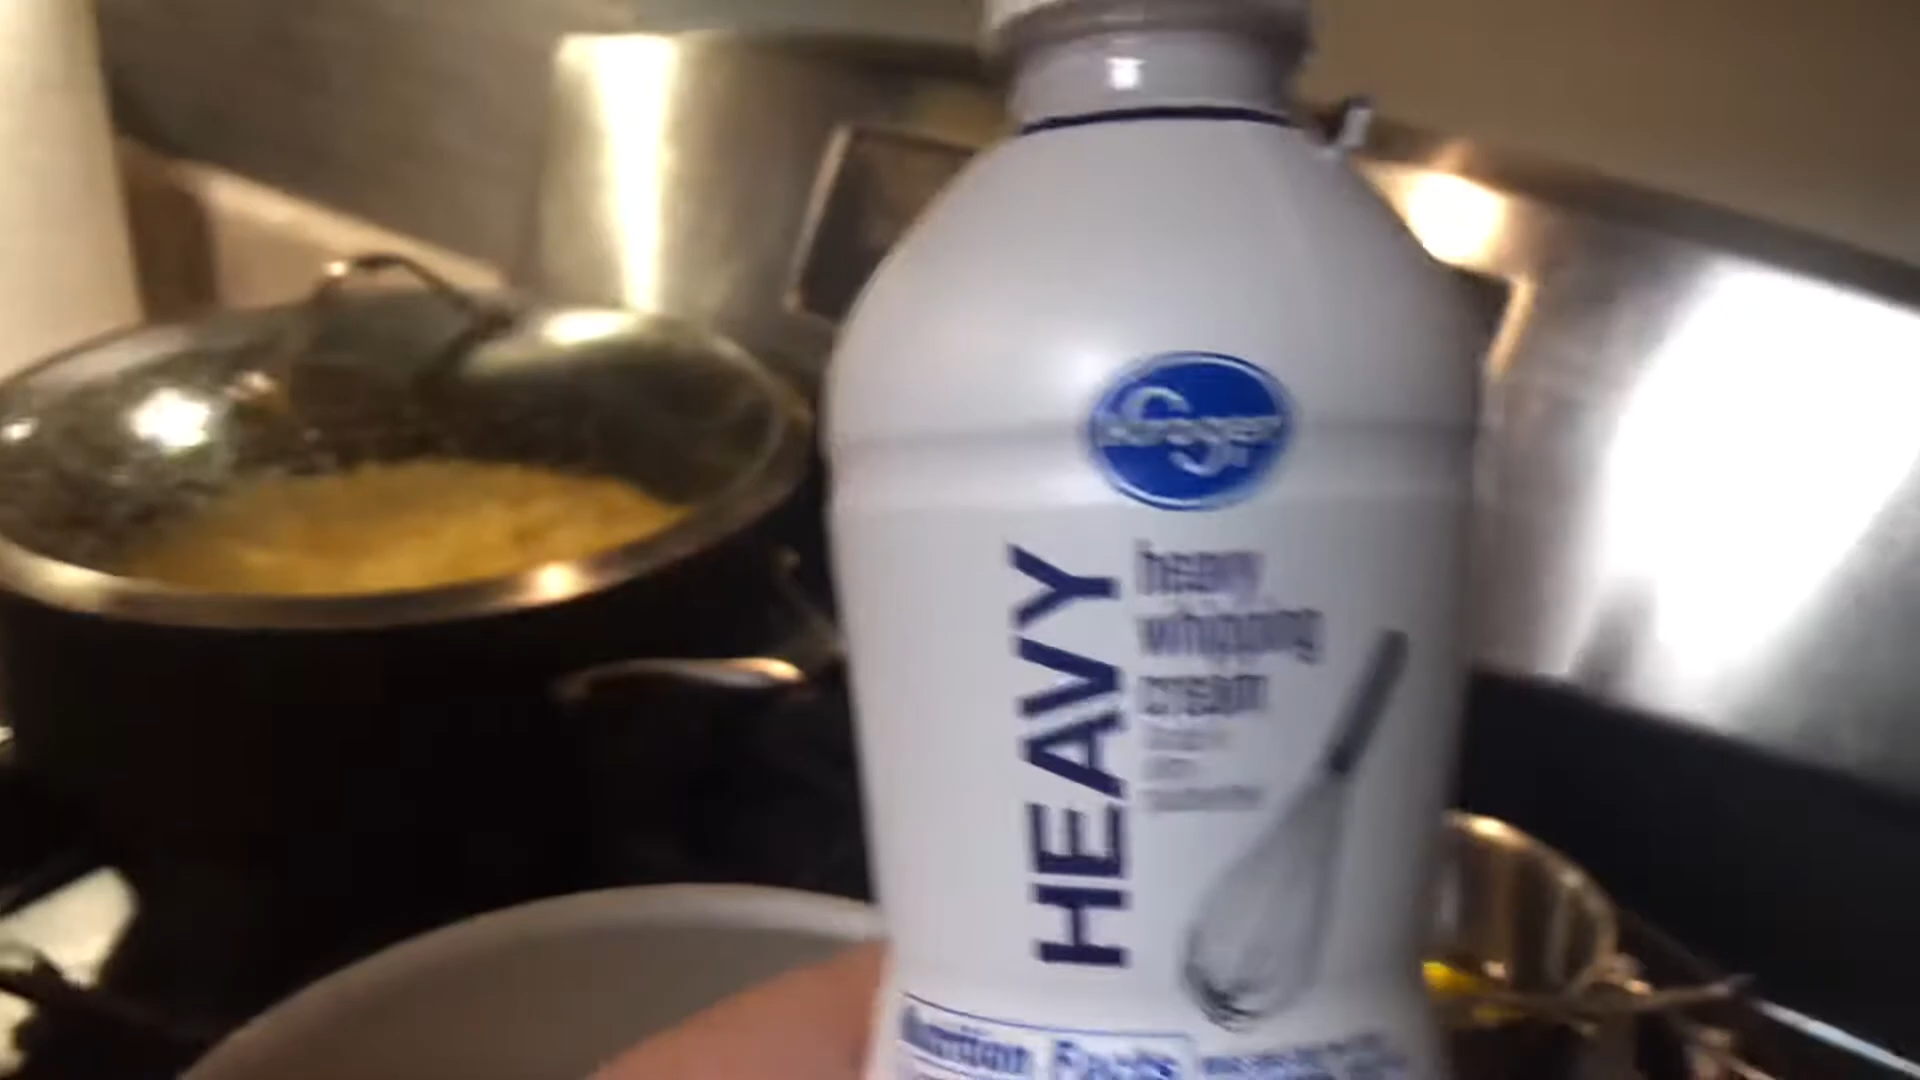 Kroger
HEAVY
heavy
whipping
cream
Nutrition Facts